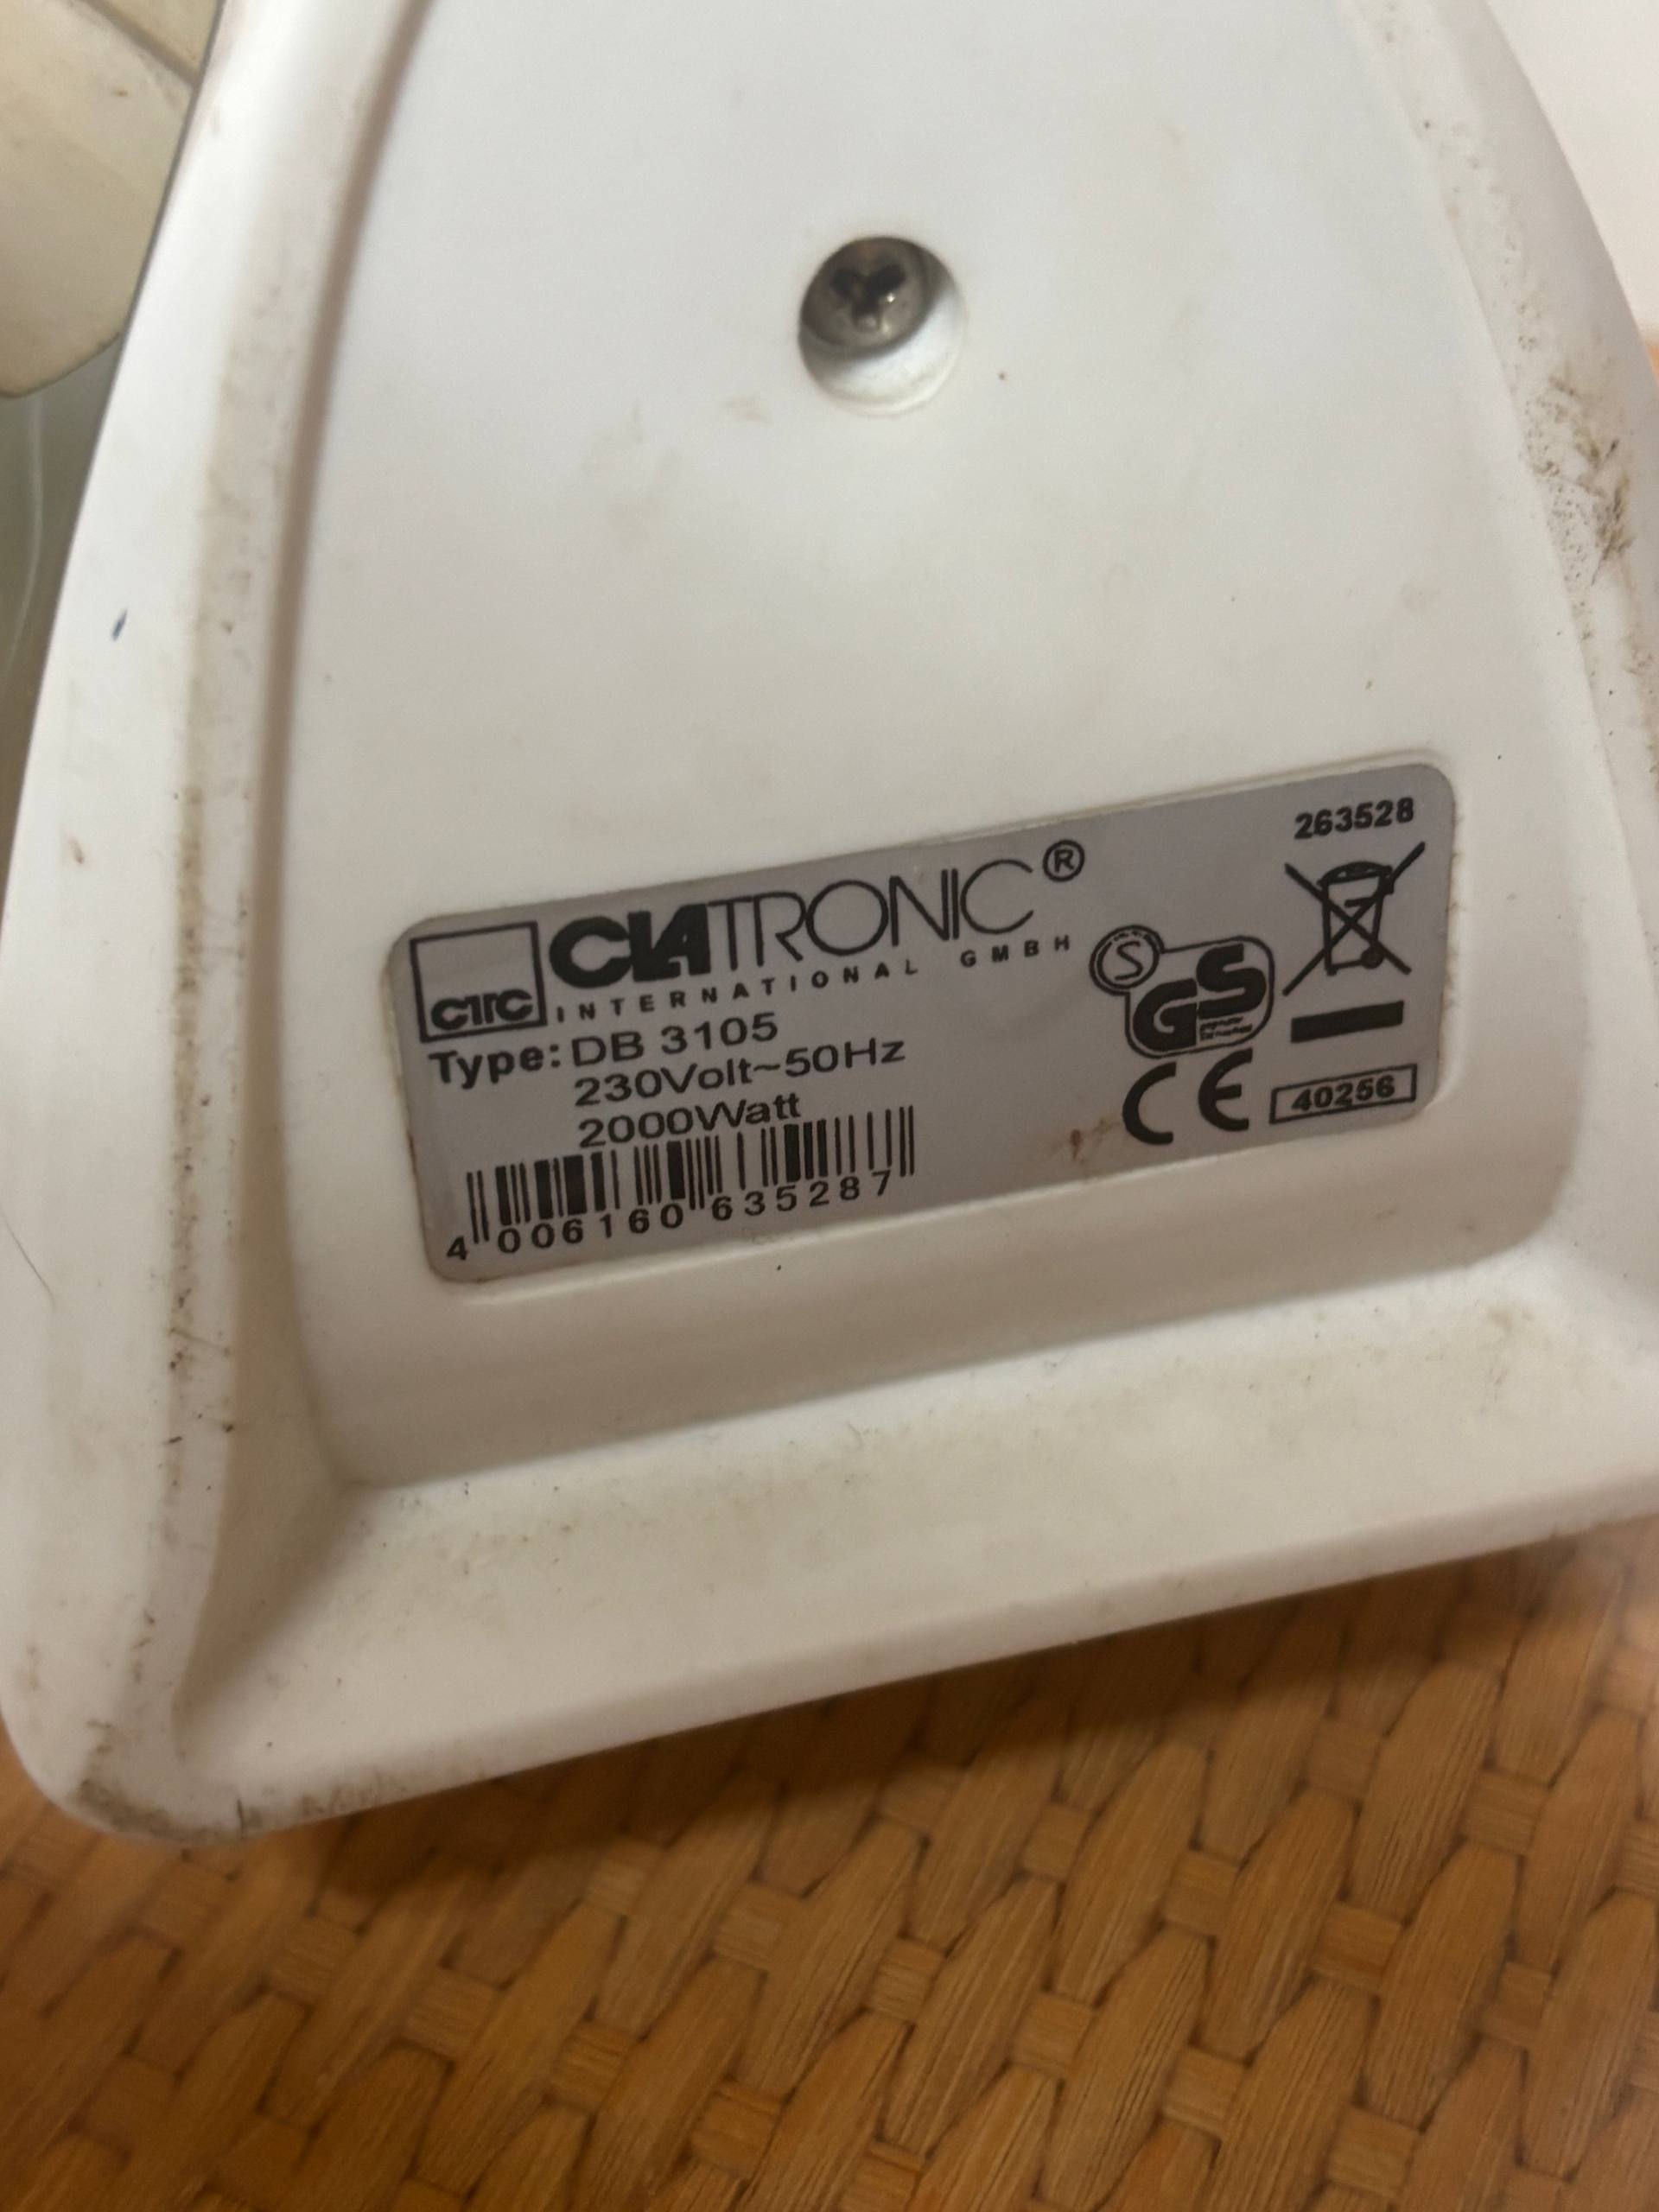 263528
CTC CLATRONIC®
INTERNATIONAL GMBH
Type: DB 3105
230Volt~50Hz
2000Watt
S GS
CE
40256
4 006160 635287